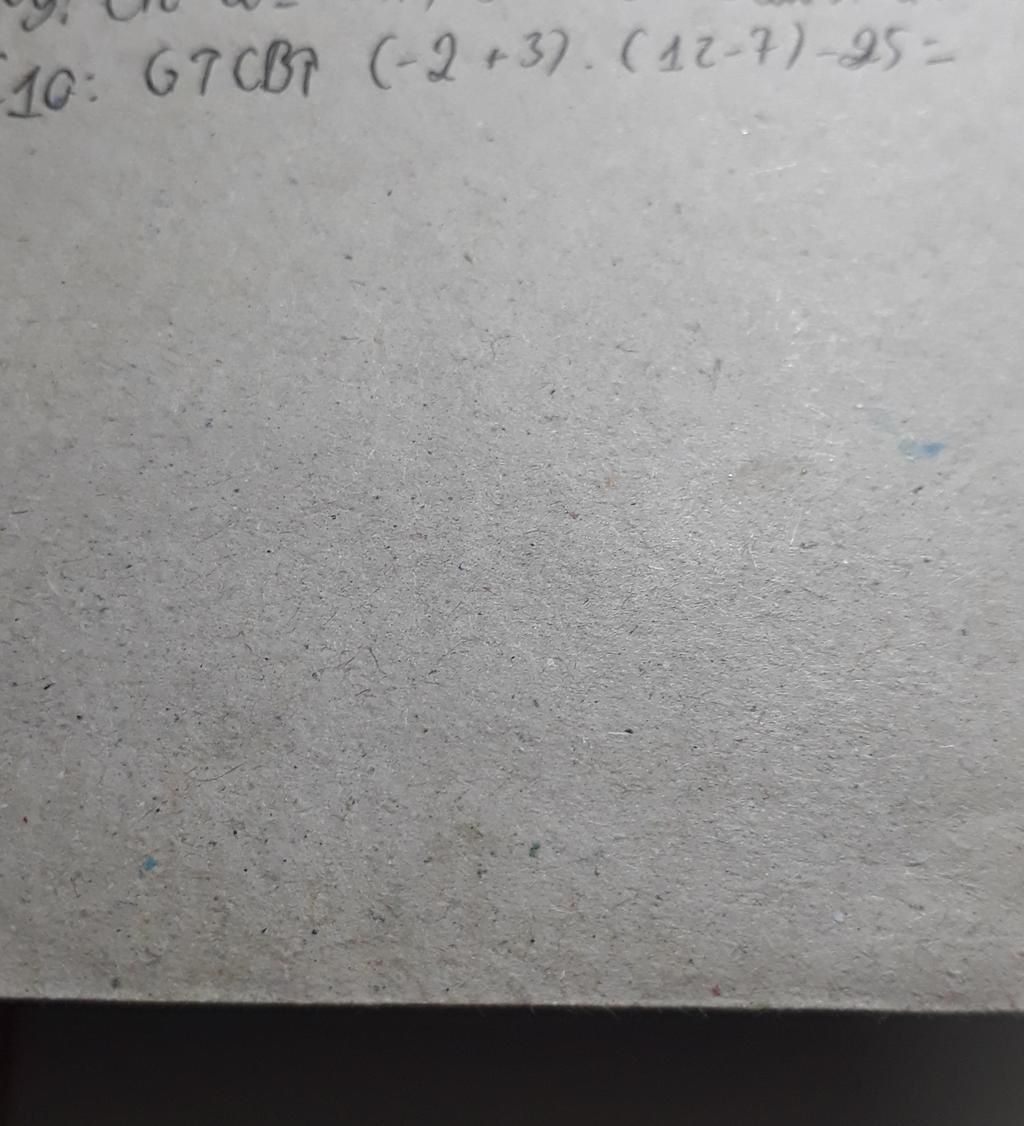 10: GTCBT (-2 + 3) . (12 - 7) - 25 =